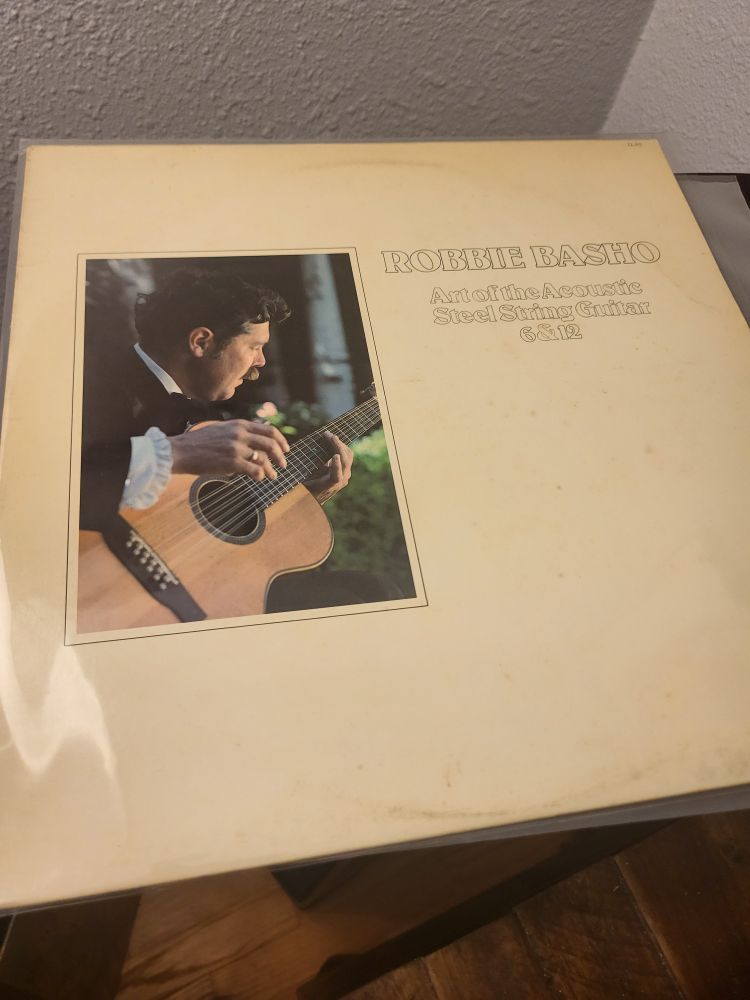 ROBBIE BASHO
Art of the Acoustic
Steel String Guitar
6 & 12